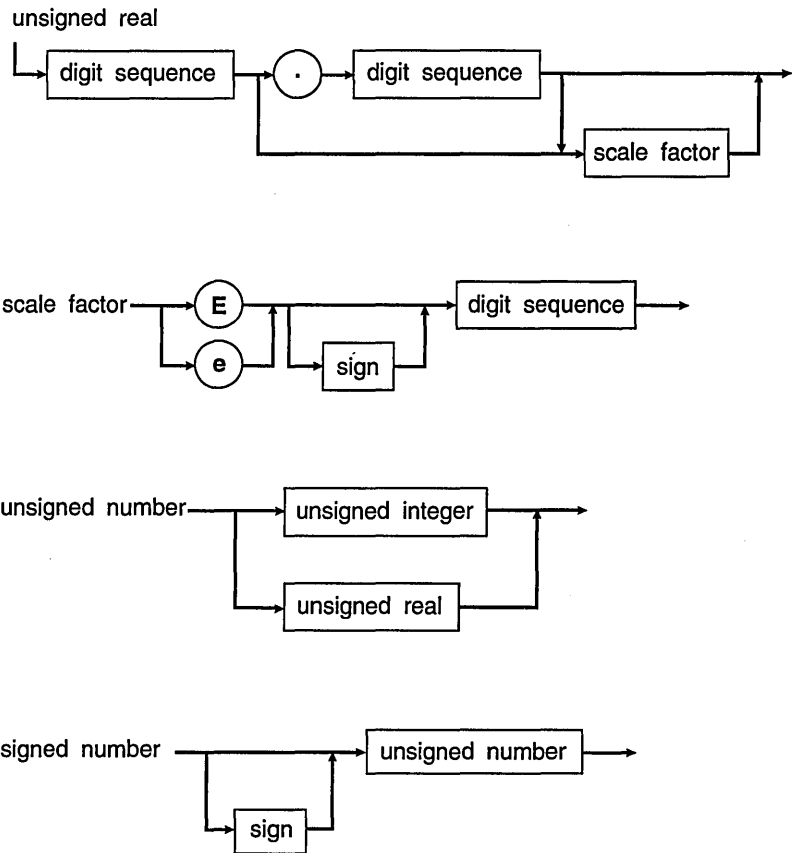 unsigned real
digit sequence . digit sequence
scale factor
scale factor E digit sequence
e sign
unsigned number unsigned integer
unsigned real
signed number unsigned number
sign